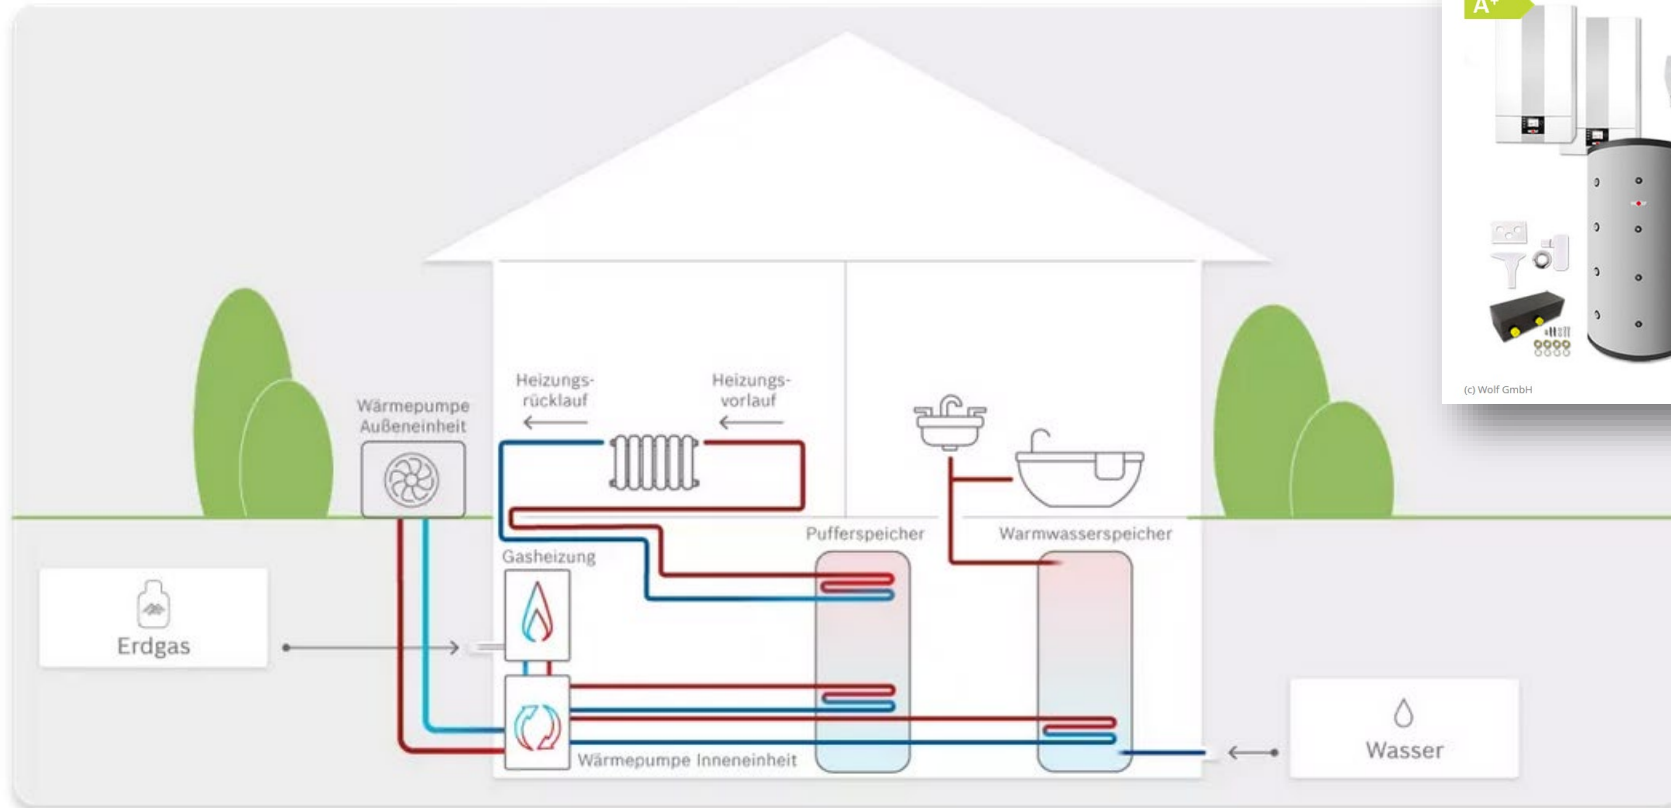 A+
(c) Wolf GmbH
Heizungs-
rücklauf
Heizungs-
vorlauf
Wärmepumpe
Außeneinheit
Pufferspeicher
Warmwasserspeicher
Gasheizung
Erdgas
Wärmepumpe Inneneinheit
Wasser